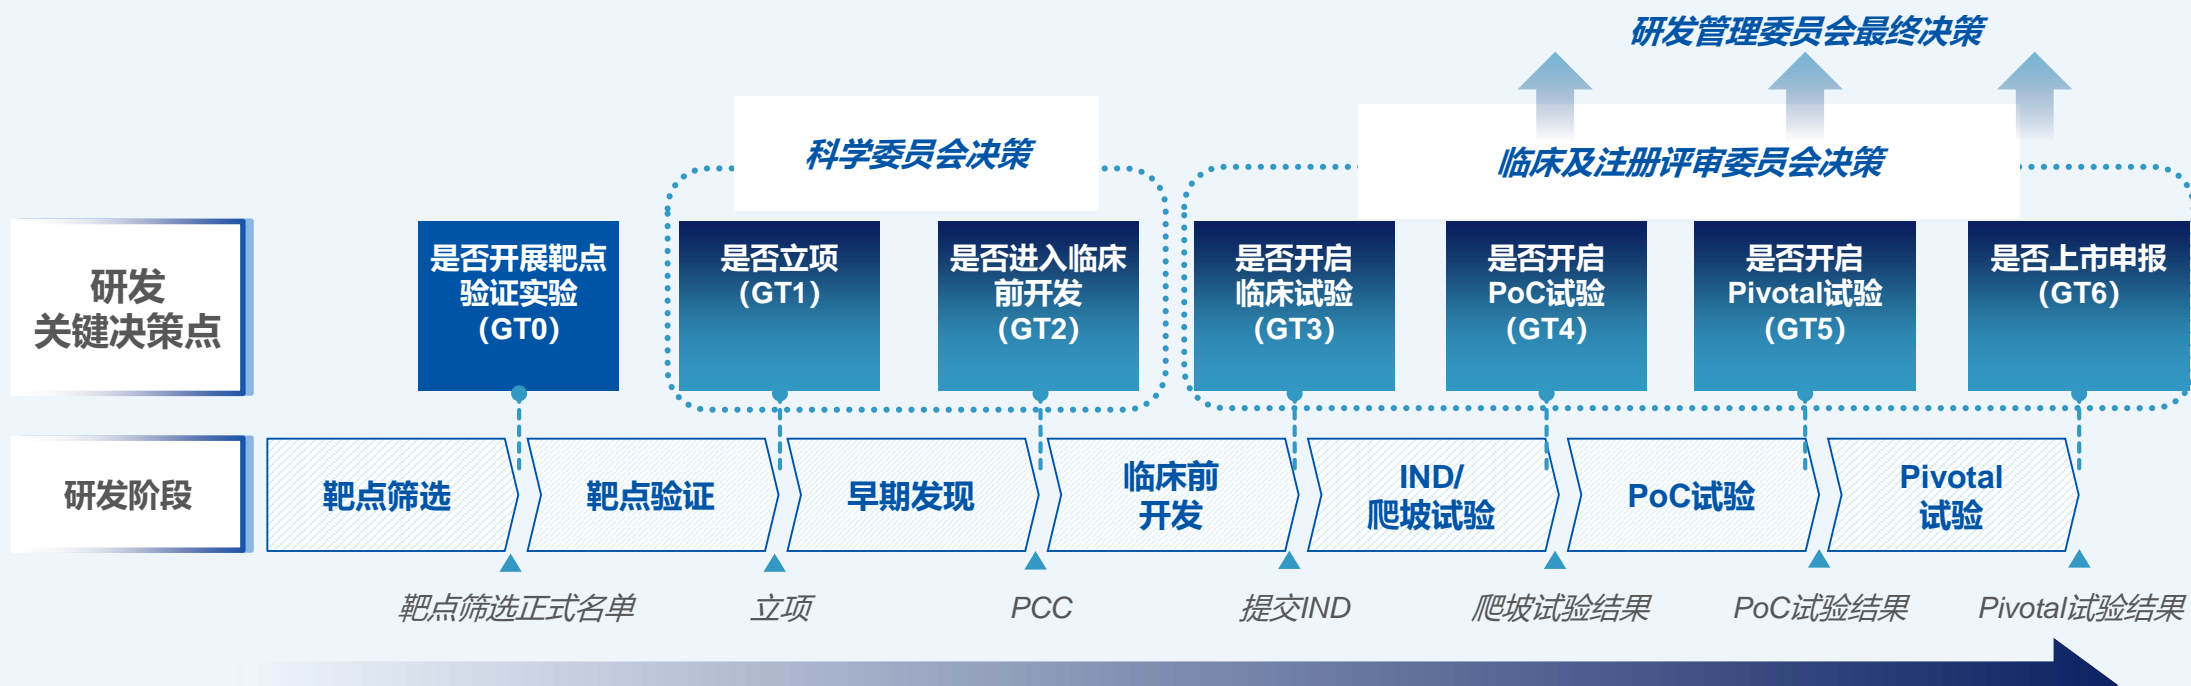 研发管理委员会最终决策
科学委员会决策
临床及注册评审委员会决策
研发
关键决策点
是否开展靶点
验证实验
（GT0）
是否立项
（GT1）
是否进入临床
前开发
（GT2）
是否开启
临床试验
（GT3）
是否开启
PoC试验
（GT4）
是否开启
Pivotal试验
（GT5）
是否上市申报
（GT6）
研发阶段
靶点筛选
靶点验证
早期发现
临床前
开发
IND/
爬坡试验
PoC试验
Pivotal
试验
靶点筛选正式名单
立项
PCC
提交IND
爬坡试验结果
PoC试验结果
Pivotal试验结果